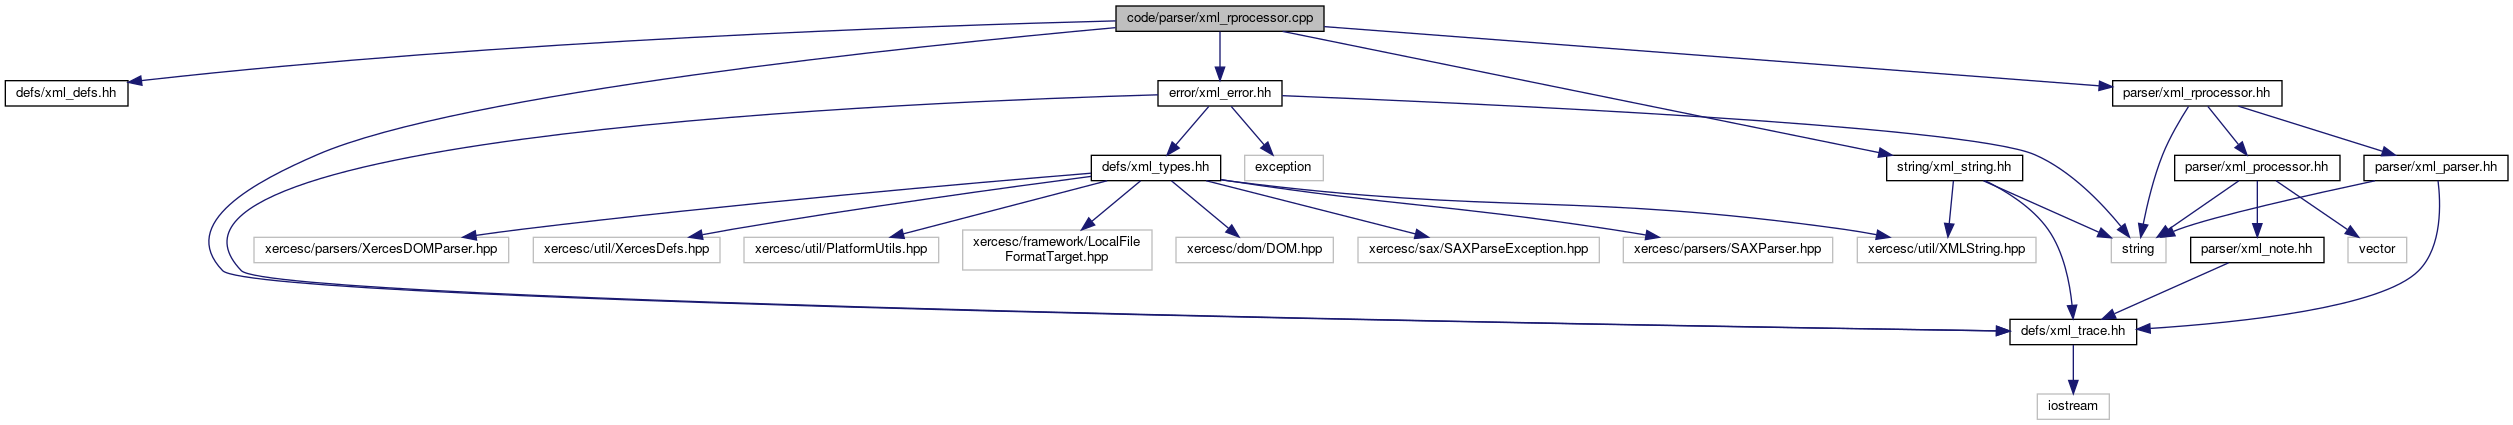 code/parser/xml_rprocessor.cpp
defs/xml_defs.hh
error/xml_error.hh
parser/xml_rprocessor.hh
defs/xml_types.hh
exception
string/xml_string.hh
parser/xml_processor.hh
parser/xml_parser.hh
xercesc/parsers/XercesDOMParser.hpp
xercesc/util/XercesDefs.hpp
xercesc/util/PlatformUtils.hpp
xercesc/framework/LocalFile
FormatTarget.hpp
xercesc/dom/DOM.hpp
xercesc/sax/SAXParseException.hpp
xercesc/parsers/SAXParser.hpp
xercesc/util/XMLString.hpp
string
parser/xml_note.hh
vector
defs/xml_trace.hh
iostream